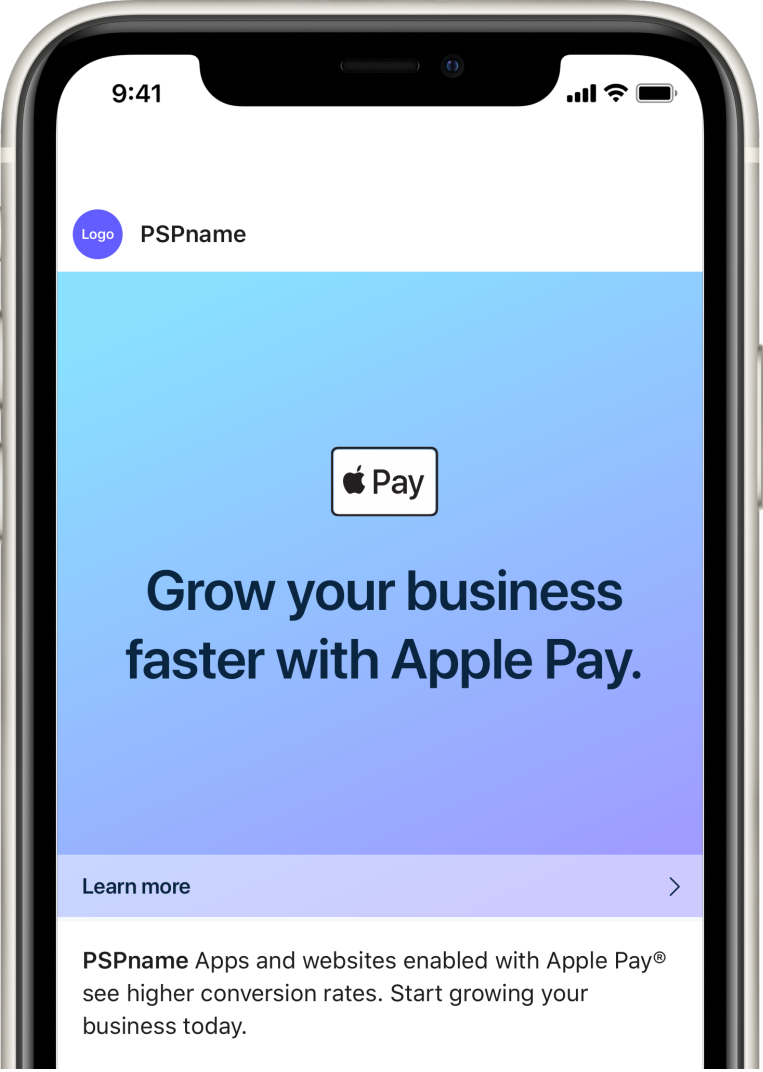 9:41
Logo
PSPname
Pay
Grow your business
faster with Apple Pay.
Learn more
PSPname Apps and websites enabled with Apple Pay®
see higher conversion rates. Start growing your
business today.